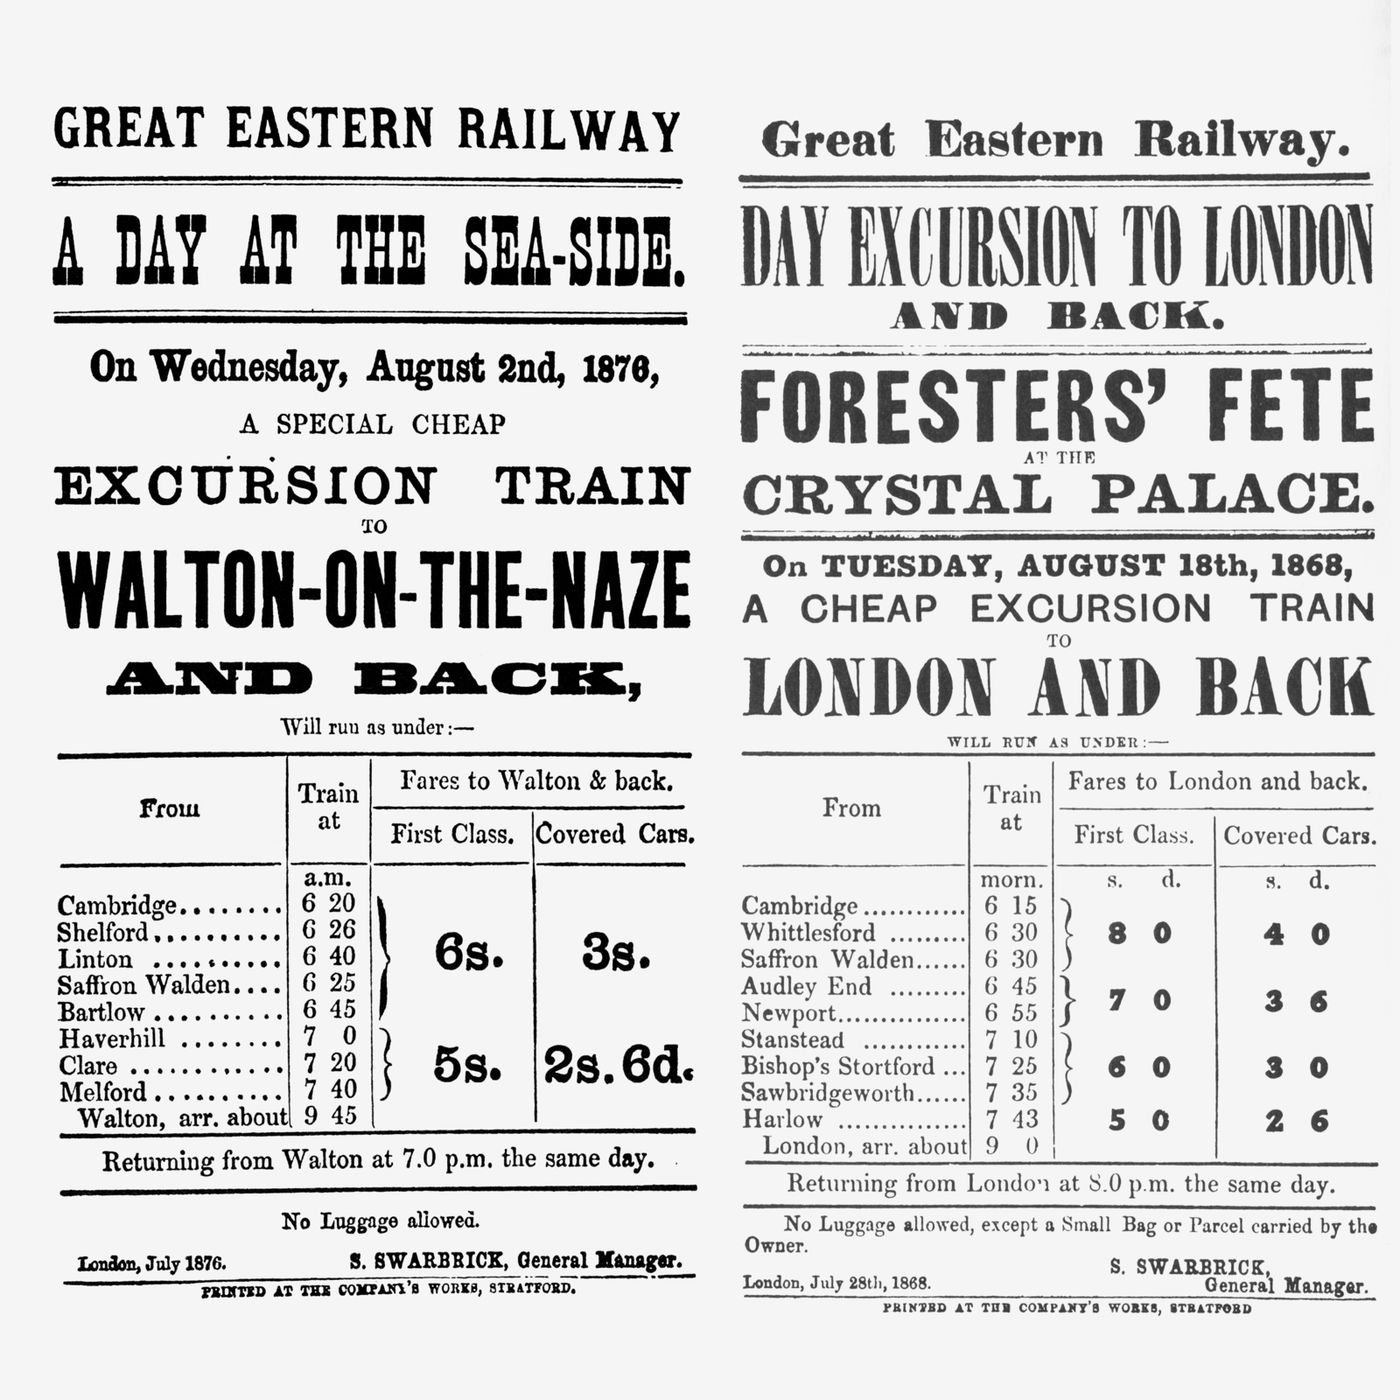 GREAT EASTERN RAILWAY
A DAY AT THE SEA-SIDE.
On Wednesday, August 2nd, 1876,
A SPECIAL CHEAP
EXCURSION TRAIN
TO
WALTON-ON-THE-NAZE
AND BACK,
Will run as under:—
From Train at Fares to Walton & back.
First Class. Covered Cars.
a.m.
Cambridge........ 6 20
Shelford.......... 6 26
Linton .......... 6 40 6s. 3s.
Saffron Walden.... 6 25
Bartlow .......... 6 45
Haverhill ........ 7 0
Clare ............ 7 20 5s. 2s. 6d.
Melford .......... 7 40
Walton, arr. about 9 45
Returning from Walton at 7.0 p.m. the same day.
No Luggage allowed.
London, July 1876. S. SWARBRICK, General Manager.
PRINTED AT THE COMPANY'S WORKS, STRATFORD.
Great Eastern Railway.
DAY EXCURSION TO LONDON
AND BACK.
FORESTERS' FETE
AT THE
CRYSTAL PALACE.
On TUESDAY, AUGUST 18th, 1868,
A CHEAP EXCURSION TRAIN
TO
LONDON AND BACK
WILL RUN AS UNDER:—
From Train at Fares to London and back.
First Class. Covered Cars.
morn. s. d. s. d.
Cambridge ............ 6 15
Whittlesford ......... 6 30 8 0 4 0
Saffron Walden...... 6 30
Audley End ......... 6 45
Newport............... 6 55 7 0 3 6
Stanstead ............ 7 10
Bishop's Stortford ... 7 25 6 0 3 0
Sawbridgeworth...... 7 35
Harlow ............... 7 43 5 0 2 6
London, arr. about 9 0
Returning from London at 8.0 p.m. the same day.
No Luggage allowed, except a Small Bag or Parcel carried by the
Owner.
S. SWARBRICK,
London, July 28th, 1868. General Manager.
PRINTED AT THE COMPANY'S WORKS, STRATFORD